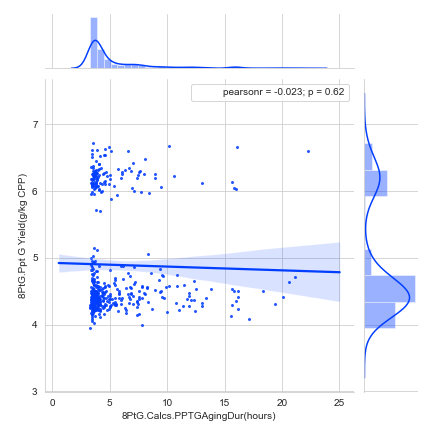 pearsonr = -0.023; p = 0.62
7
6
5
4
3
8PtG.Ppt G Yield(g/kg CPP)
0 5 10 15 20 25
8PtG.Calcs.PPTGAgingDur(hours)